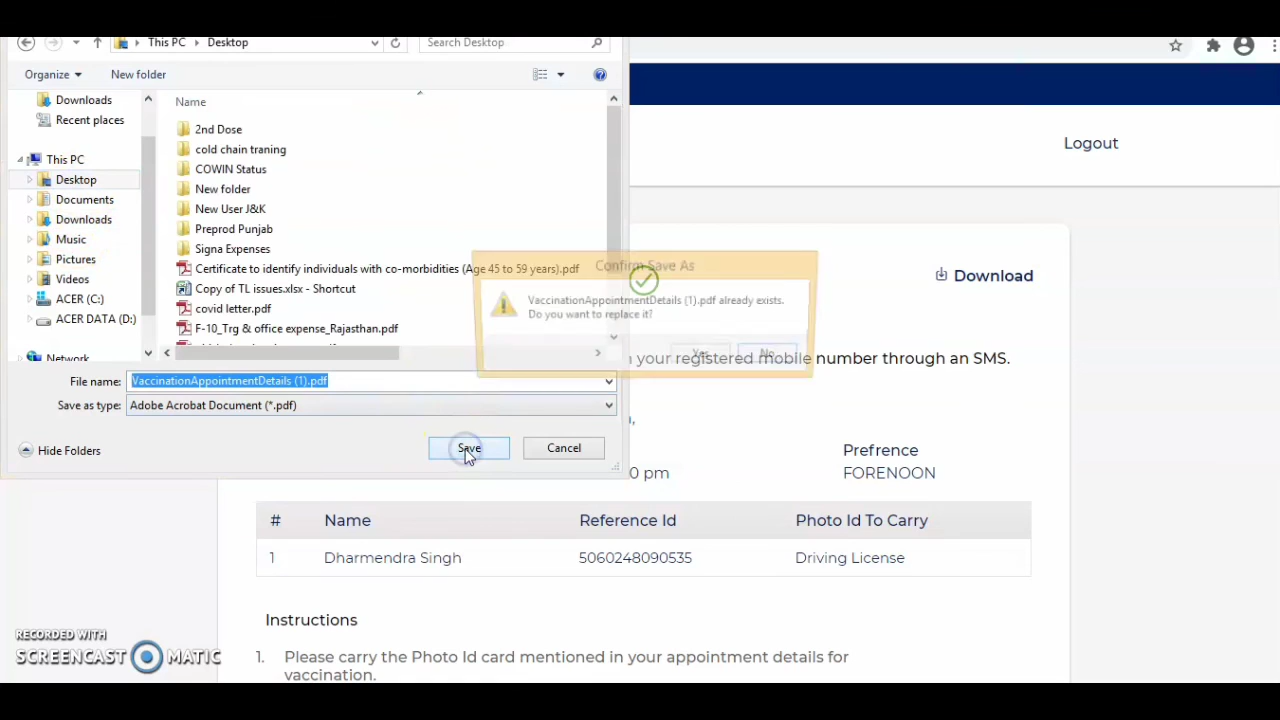 This PC Desktop
Search Desktop
Organize New folder
Downloads
Recent places
This PC
Desktop
Documents
Downloads
Music
Pictures
Videos
ACER (C:)
ACER DATA (D:)
Network
Name
2nd Dose
cold chain traning
COWIN Status
New folder
New User J&K
Preprod Punjab
Signa Expenses
Certificate to identify individuals with co-morbidities (Age 45 to 59 years).pdf
Copy of TL issues.xlsx - Shortcut
covid letter.pdf
F-10_Trg & office expense_Rajasthan.pdf
File name: VaccinationAppointmentDetails (1).pdf
Save as type: Adobe Acrobat Document (*.pdf)
Hide Folders
Save Cancel
Confirm Save As
VaccinationAppointmentDetails (1).pdf already exists.
Do you want to replace it?
Yes No
Logout
Download
your registered mobile number through an SMS.
Prefrence
pm FORENOON
# Name Reference Id Photo Id To Carry
1 Dharmendra Singh 5060248090535 Driving License
Instructions
1. Please carry the Photo Id card mentioned in your appointment details for
vaccination.
RECORDED WITH
SCREENCAST MATIC